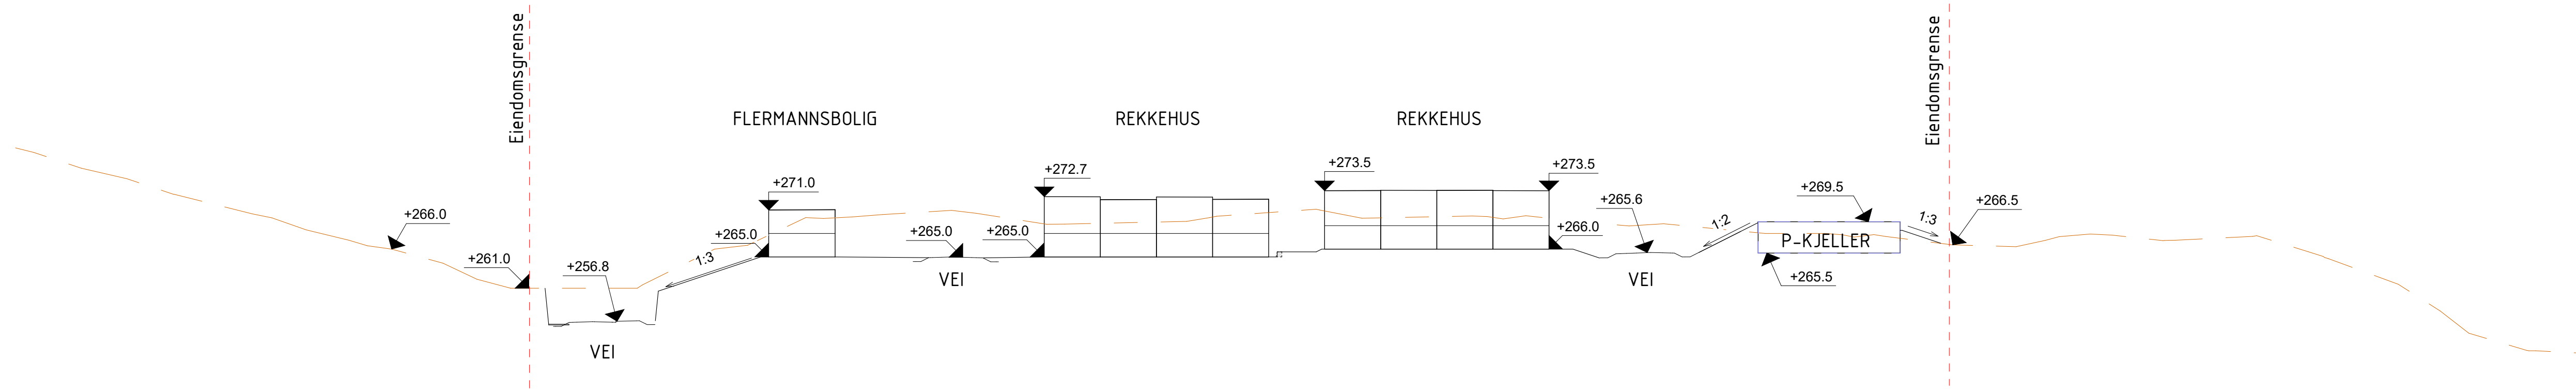 Eiendomsgrense
Eiendomsgrense
FLERMANNSBOLIG
REKKEHUS
REKKEHUS
+266.0
+261.0
+256.8
VEI
1:3
+265.0
+271.0
+265.0
VEI
+265.0
+272.7
+273.5
+273.5
+266.0
+265.6
VEI
1:2
+269.5
P-KJELLER
+265.5
1:3
+266.5